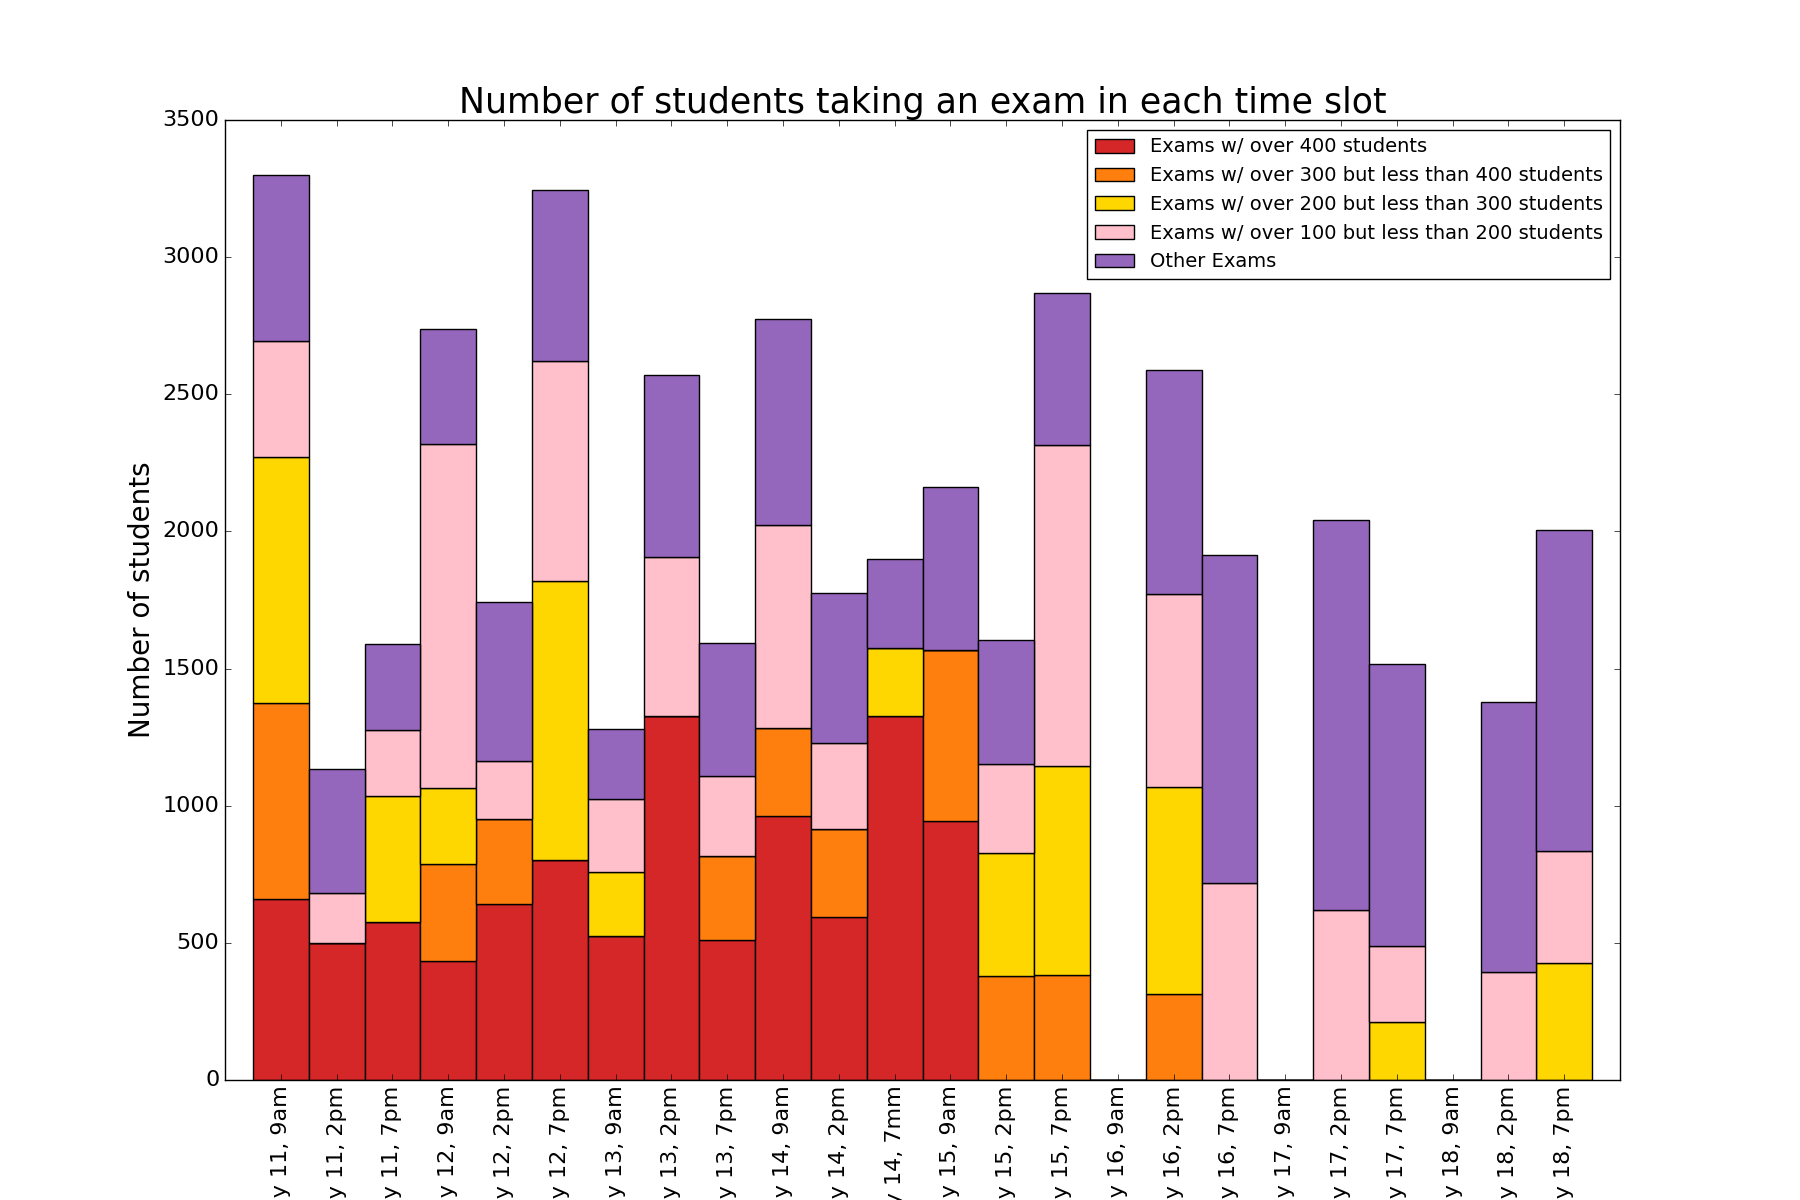 Number of students taking an exam in each time slot
Exams w/ over 400 students
Exams w/ over 300 but less than 400 students
Exams w/ over 200 but less than 300 students
Exams w/ over 100 but less than 200 students
Other Exams
Number of students
3500
3000
2500
2000
1500
1000
500
0
y 11, 9am
y 11, 2pm
y 11, 7pm
y 12, 9am
y 12, 2pm
y 12, 7pm
y 13, 9am
y 13, 2pm
y 13, 7pm
y 14, 9am
y 14, 2pm
y 14, 7mm
y 15, 9am
y 15, 2pm
y 15, 7pm
y 16, 9am
y 16, 2pm
y 16, 7pm
y 17, 9am
y 17, 2pm
y 17, 7pm
y 18, 9am
y 18, 2pm
y 18, 7pm